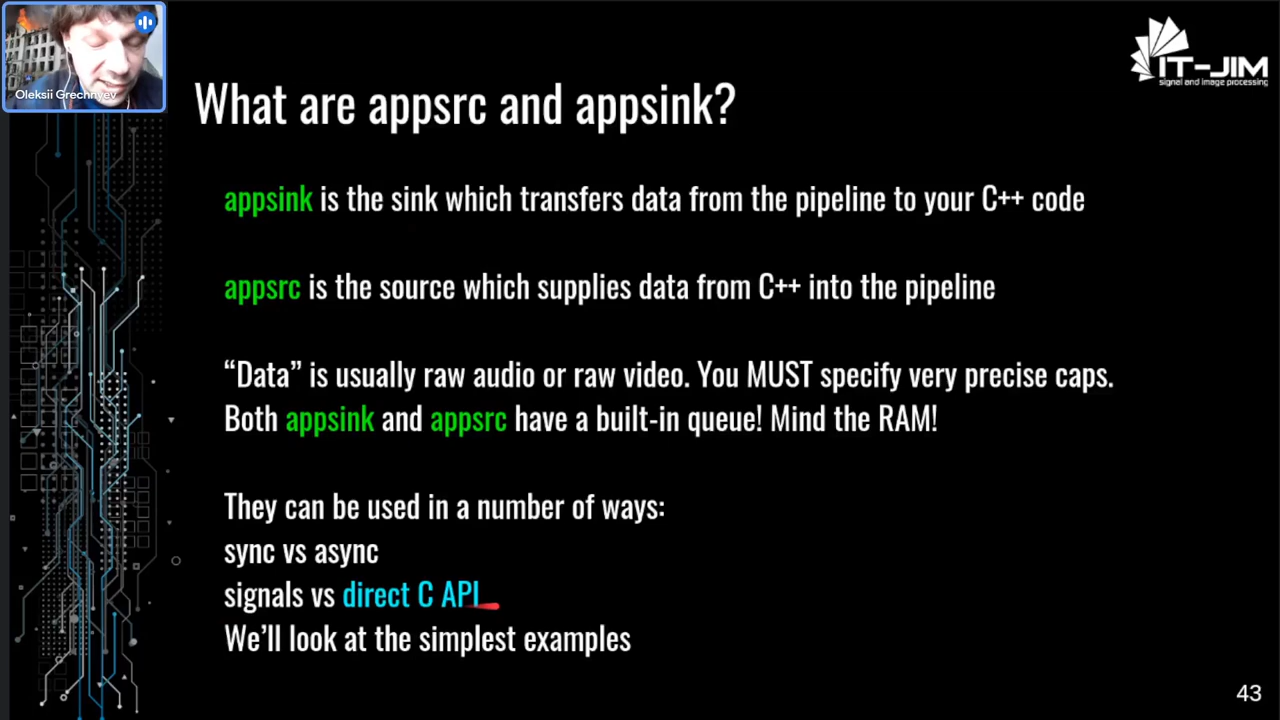 Oleksii Grechnyev
IT-JIM
signal and image processing
What are appsrc and appsink?
appsink is the sink which transfers data from the pipeline to your C++ code
appsrc is the source which supplies data from C++ into the pipeline
“Data” is usually raw audio or raw video. You MUST specify very precise caps.
Both appsink and appsrc have a built-in queue! Mind the RAM!
They can be used in a number of ways:
sync vs async
signals vs direct C API
We’ll look at the simplest examples
43